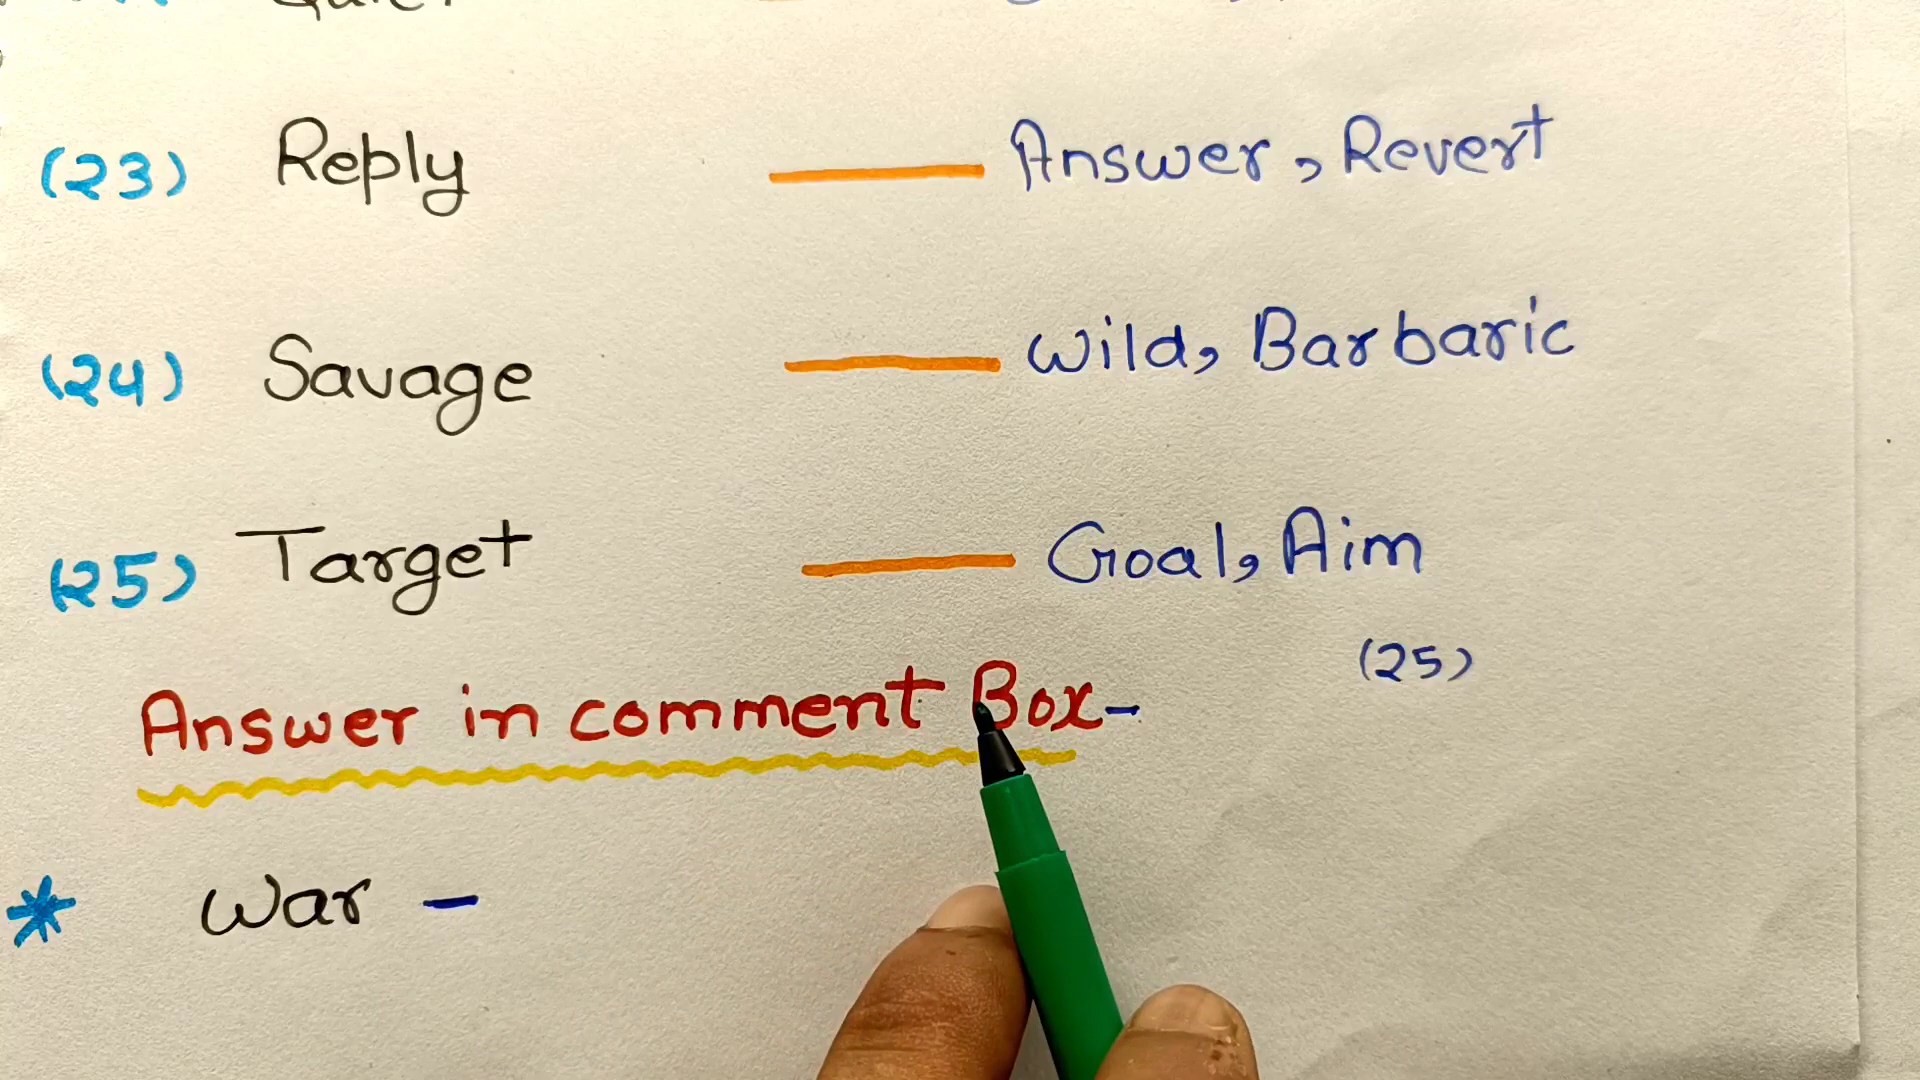 (23) Reply — Answer, Revert
(24) Savage — Wild, Barbaric
(25) Target — Goal, Aim
(25)
Answer in comment Box-
* War -